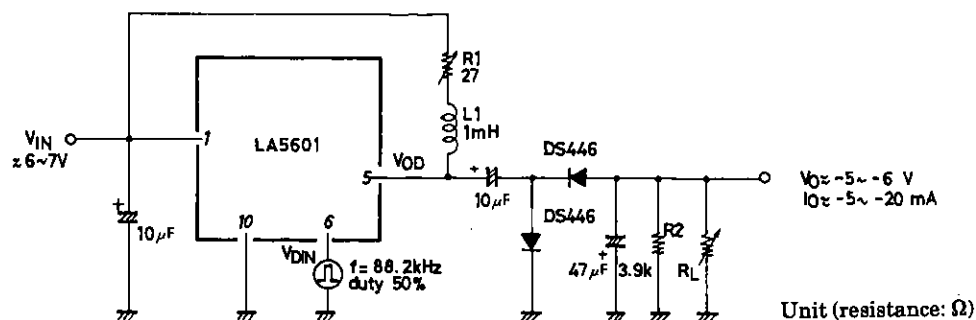 R1
27
L1
1mH
VIN
≈6~7V
1
LA5601
5
VOD
DS446
10µF
DS446
VO≈ -5~ -6 V
IO≈ -5~ -20 mA
10µF
10
6
VDIN
f= 88.2kHz
duty 50%
47µF
3.9k
R2
RL
Unit (resistance: Ω)